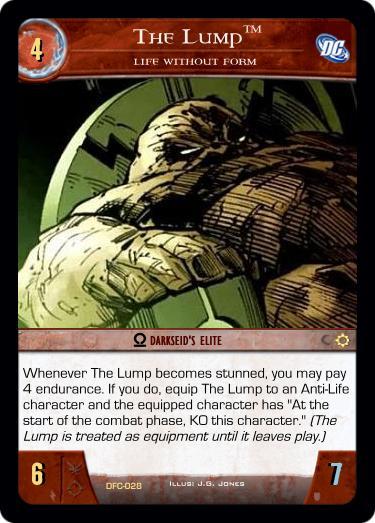 4
The Lump™
LIFE WITHOUT FORM
DC
DARKSEID'S ELITE
Whenever The Lump becomes stunned, you may pay
4 endurance. If you do, equip The Lump to an Anti-Life
character and the equipped character has "At the
start of the combat phase, KO this character." (The
Lump is treated as equipment until it leaves play.)
6
DFC-028
ILLUS: J.G. JONES
7